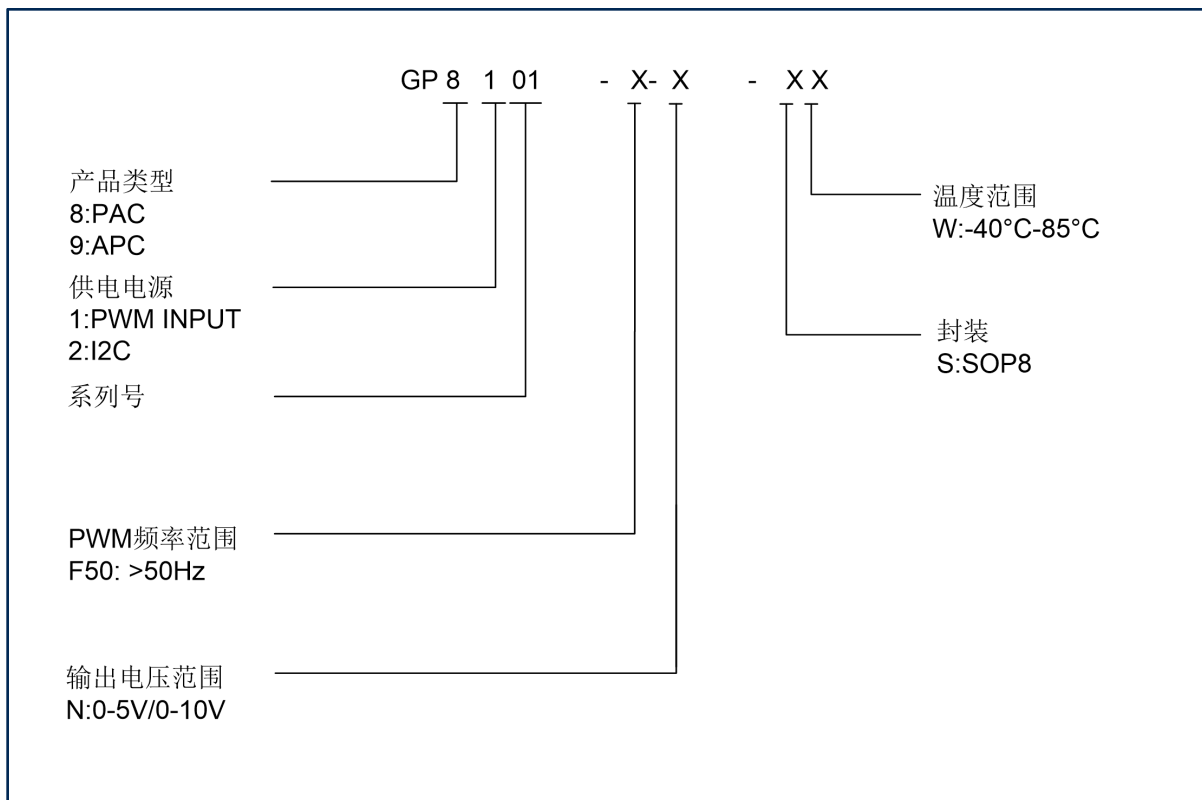 GP 8 1 01 - X- X - X X
产品类型
8:PAC
9:APC
供电电源
1:PWM INPUT
2:I2C
系列号
PWM频率范围
F50: >50Hz
输出电压范围
N:0-5V/0-10V
温度范围
W:-40°C-85°C
封装
S:SOP8